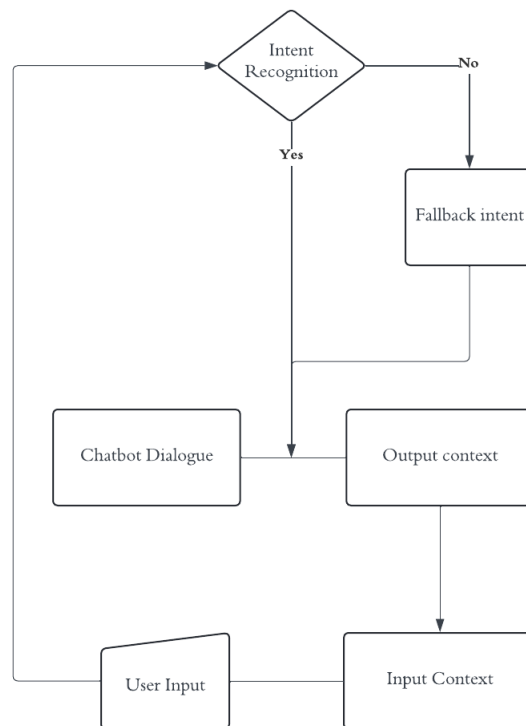 Intent
Recognition
No
Yes
Fallback intent
Chatbot Dialogue
Output context
User Input
Input Context